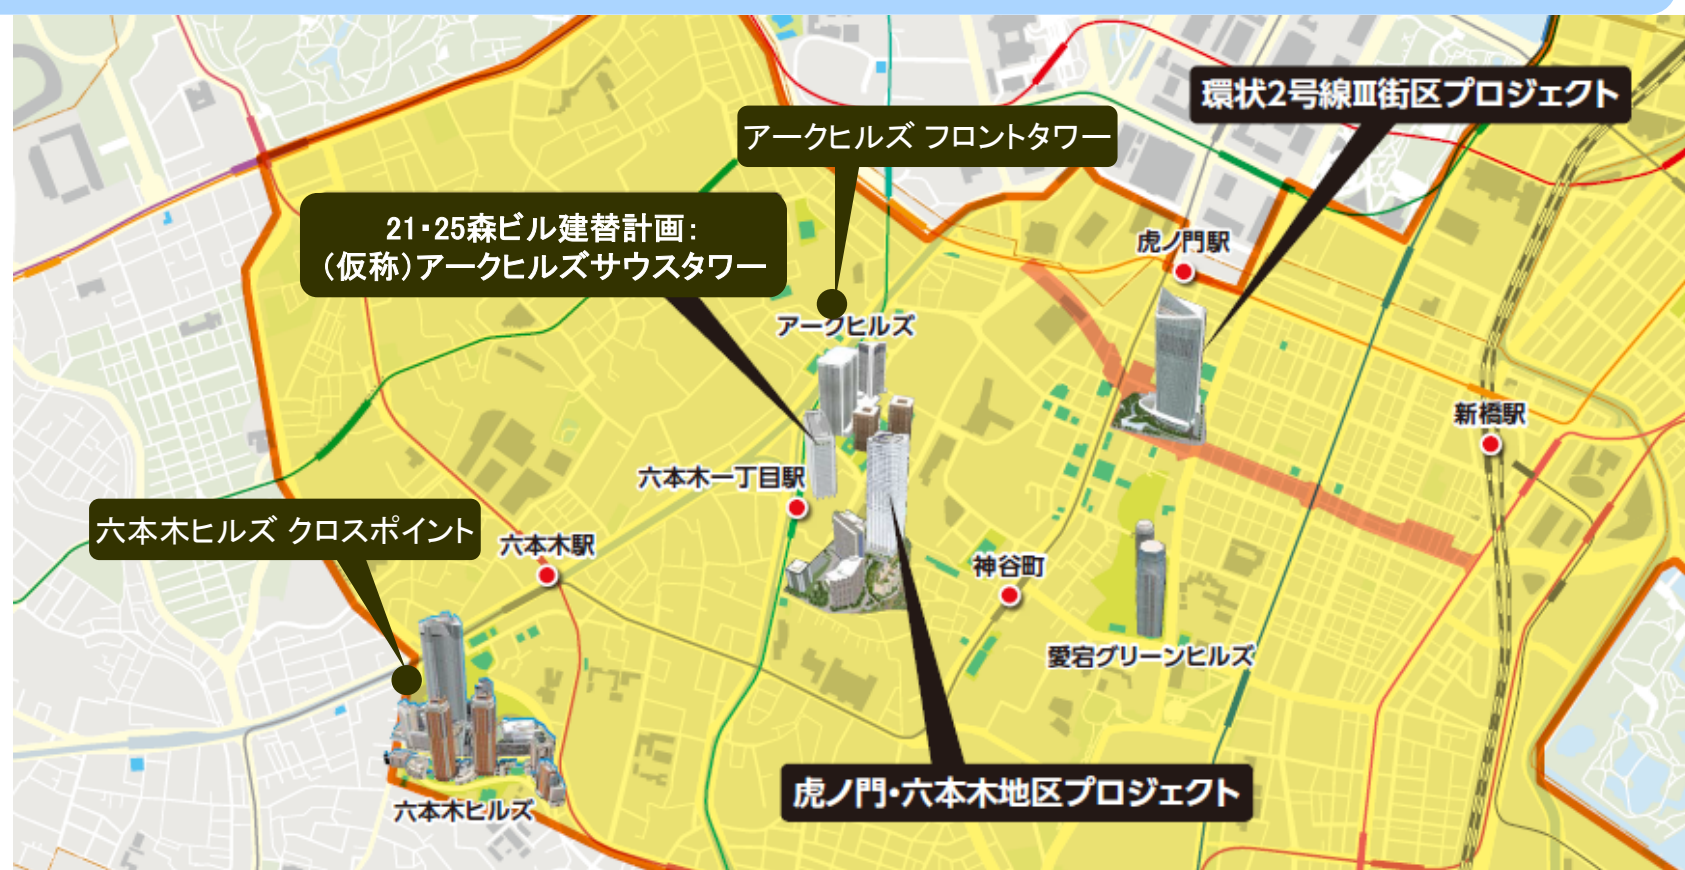 環状2号線Ⅲ街区プロジェクト
アークヒルズ フロントタワー
21・25森ビル建替計画：
（仮称）アークヒルズサウスタワー
虎ノ門駅
アークヒルズ
新橋駅
六本木一丁目駅
六本木ヒルズ クロスポイント
六本木駅
神谷町
愛宕グリーンヒルズ
虎ノ門・六本木地区プロジェクト
六本木ヒルズ